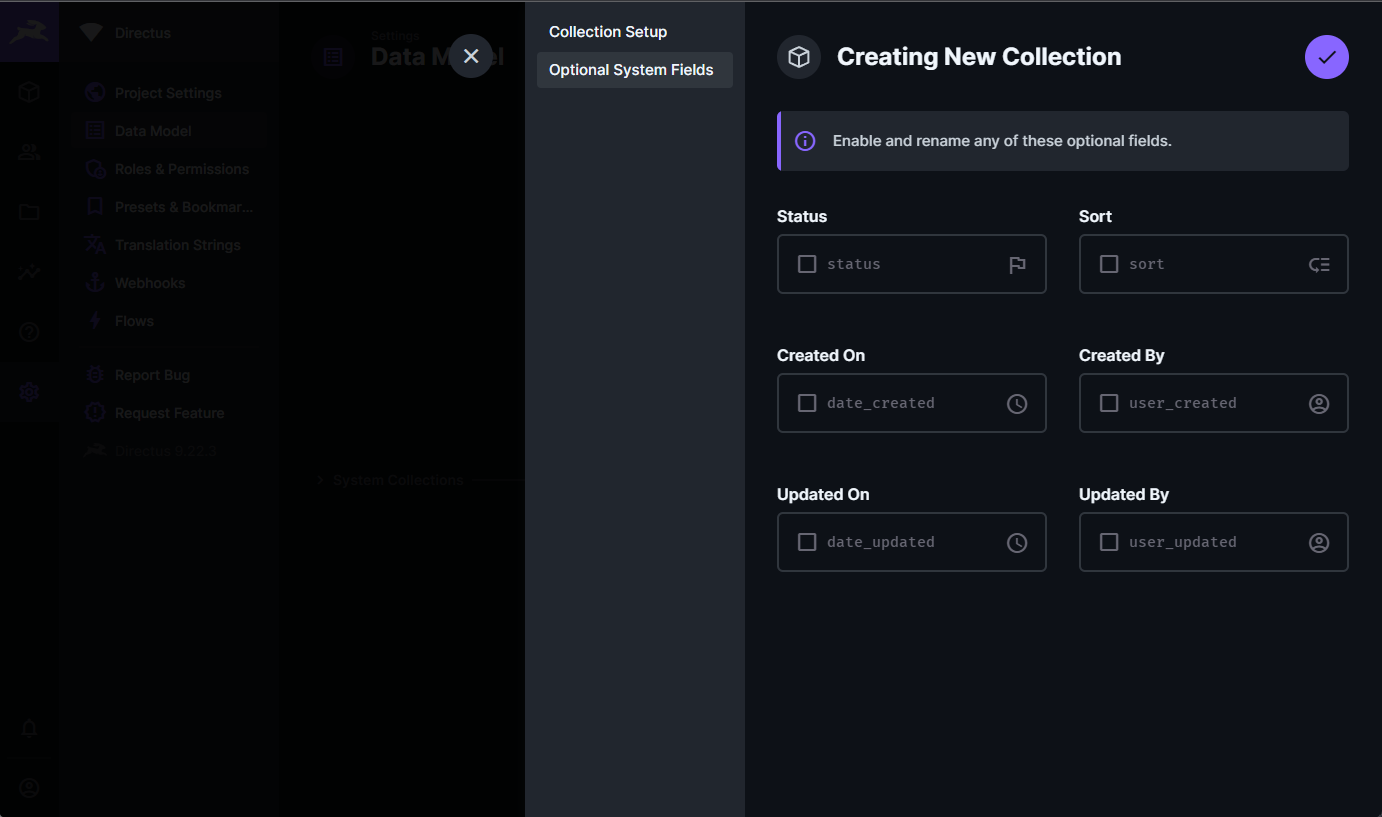 Directus
Project Settings
Data Model
Roles & Permissions
Presets & Bookmar...
Translation Strings
Webhooks
Flows
Report Bug
Request Feature
Directus 9.22.3
Settings
Data Model
System Collections
Collection Setup
Optional System Fields
Creating New Collection
Enable and rename any of these optional fields.
Status
Sort
status
sort
Created On
Created By
date_created
user_created
Updated On
Updated By
date_updated
user_updated